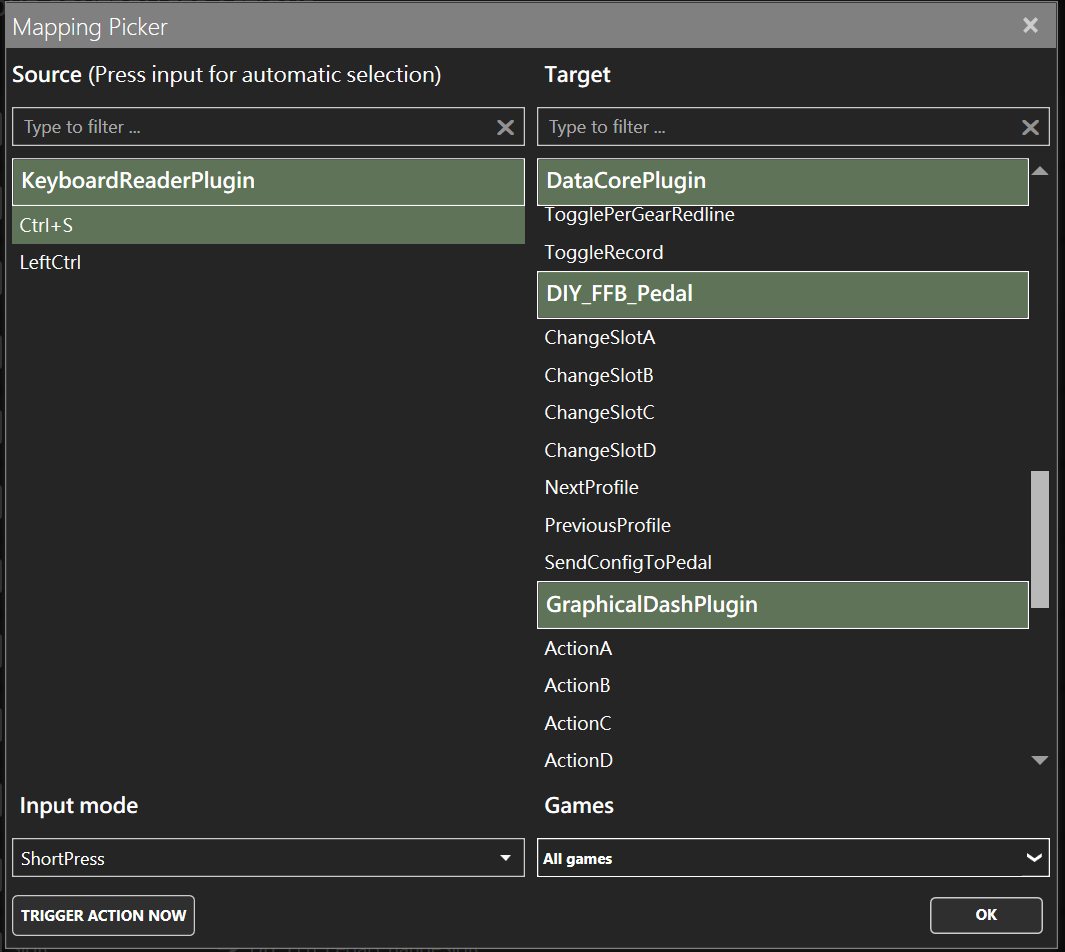 Mapping Picker
Source (Press input for automatic selection)
Type to filter ...
KeyboardReaderPlugin
Ctrl+S
LeftCtrl
Target
Type to filter ...
DataCorePlugin
TogglePerGearRedline
ToggleRecord
DIY_FFB_Pedal
ChangeSlotA
ChangeSlotB
ChangeSlotC
ChangeSlotD
NextProfile
PreviousProfile
SendConfigToPedal
GraphicalDashPlugin
ActionA
ActionB
ActionC
ActionD
Input mode
ShortPress
Games
All games
TRIGGER ACTION NOW
OK